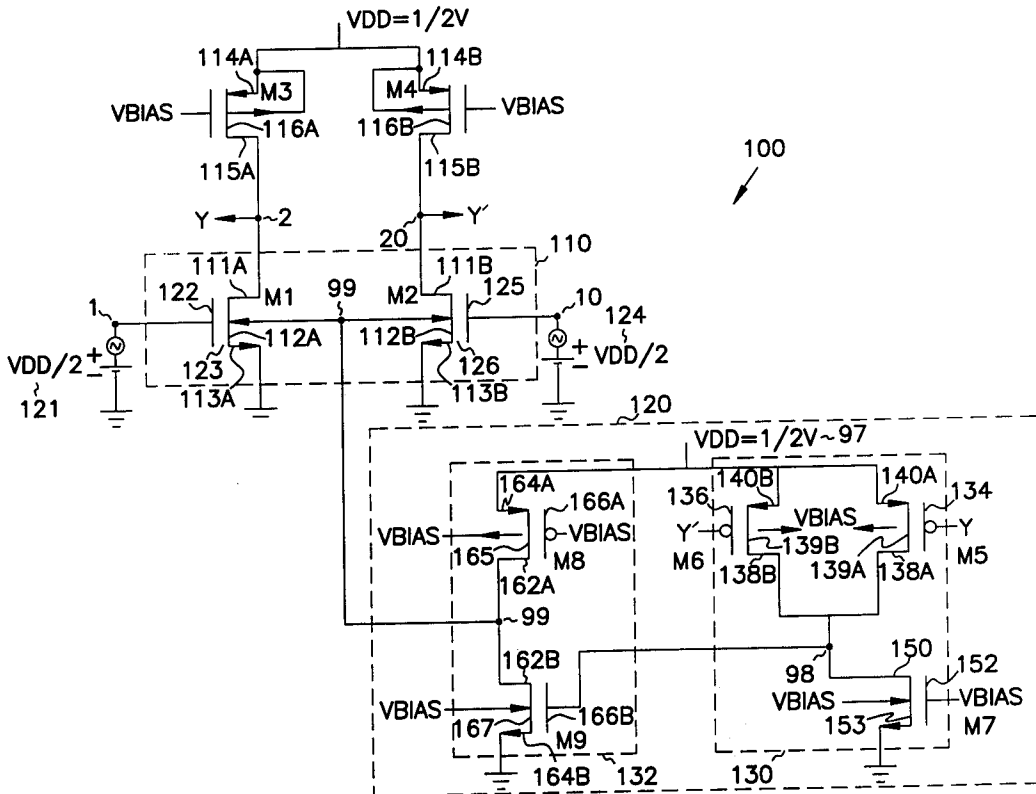 VDD=1/2V
114A
114B
M3
M4
VBIAS
VBIAS
116A
116B
115A
115B
100
Y
2
20
Y'
110
111A
111B
122
M1
99
M2
125
1
10
112A
112B
124
VDD/2
+
-
123
126
+
-
VDD/2
121
113A
113B
120
VDD=1/2V~97
164A
166A
136
140B
140A
134
VBIAS
VBIAS
Y'
VBIAS
Y
165
M8
M6
139B
M5
162A
138B
139A
138A
99
162B
98
150
152
VBIAS
VBIAS
VBIAS
167
166B
153
M7
M9
164B
132
130